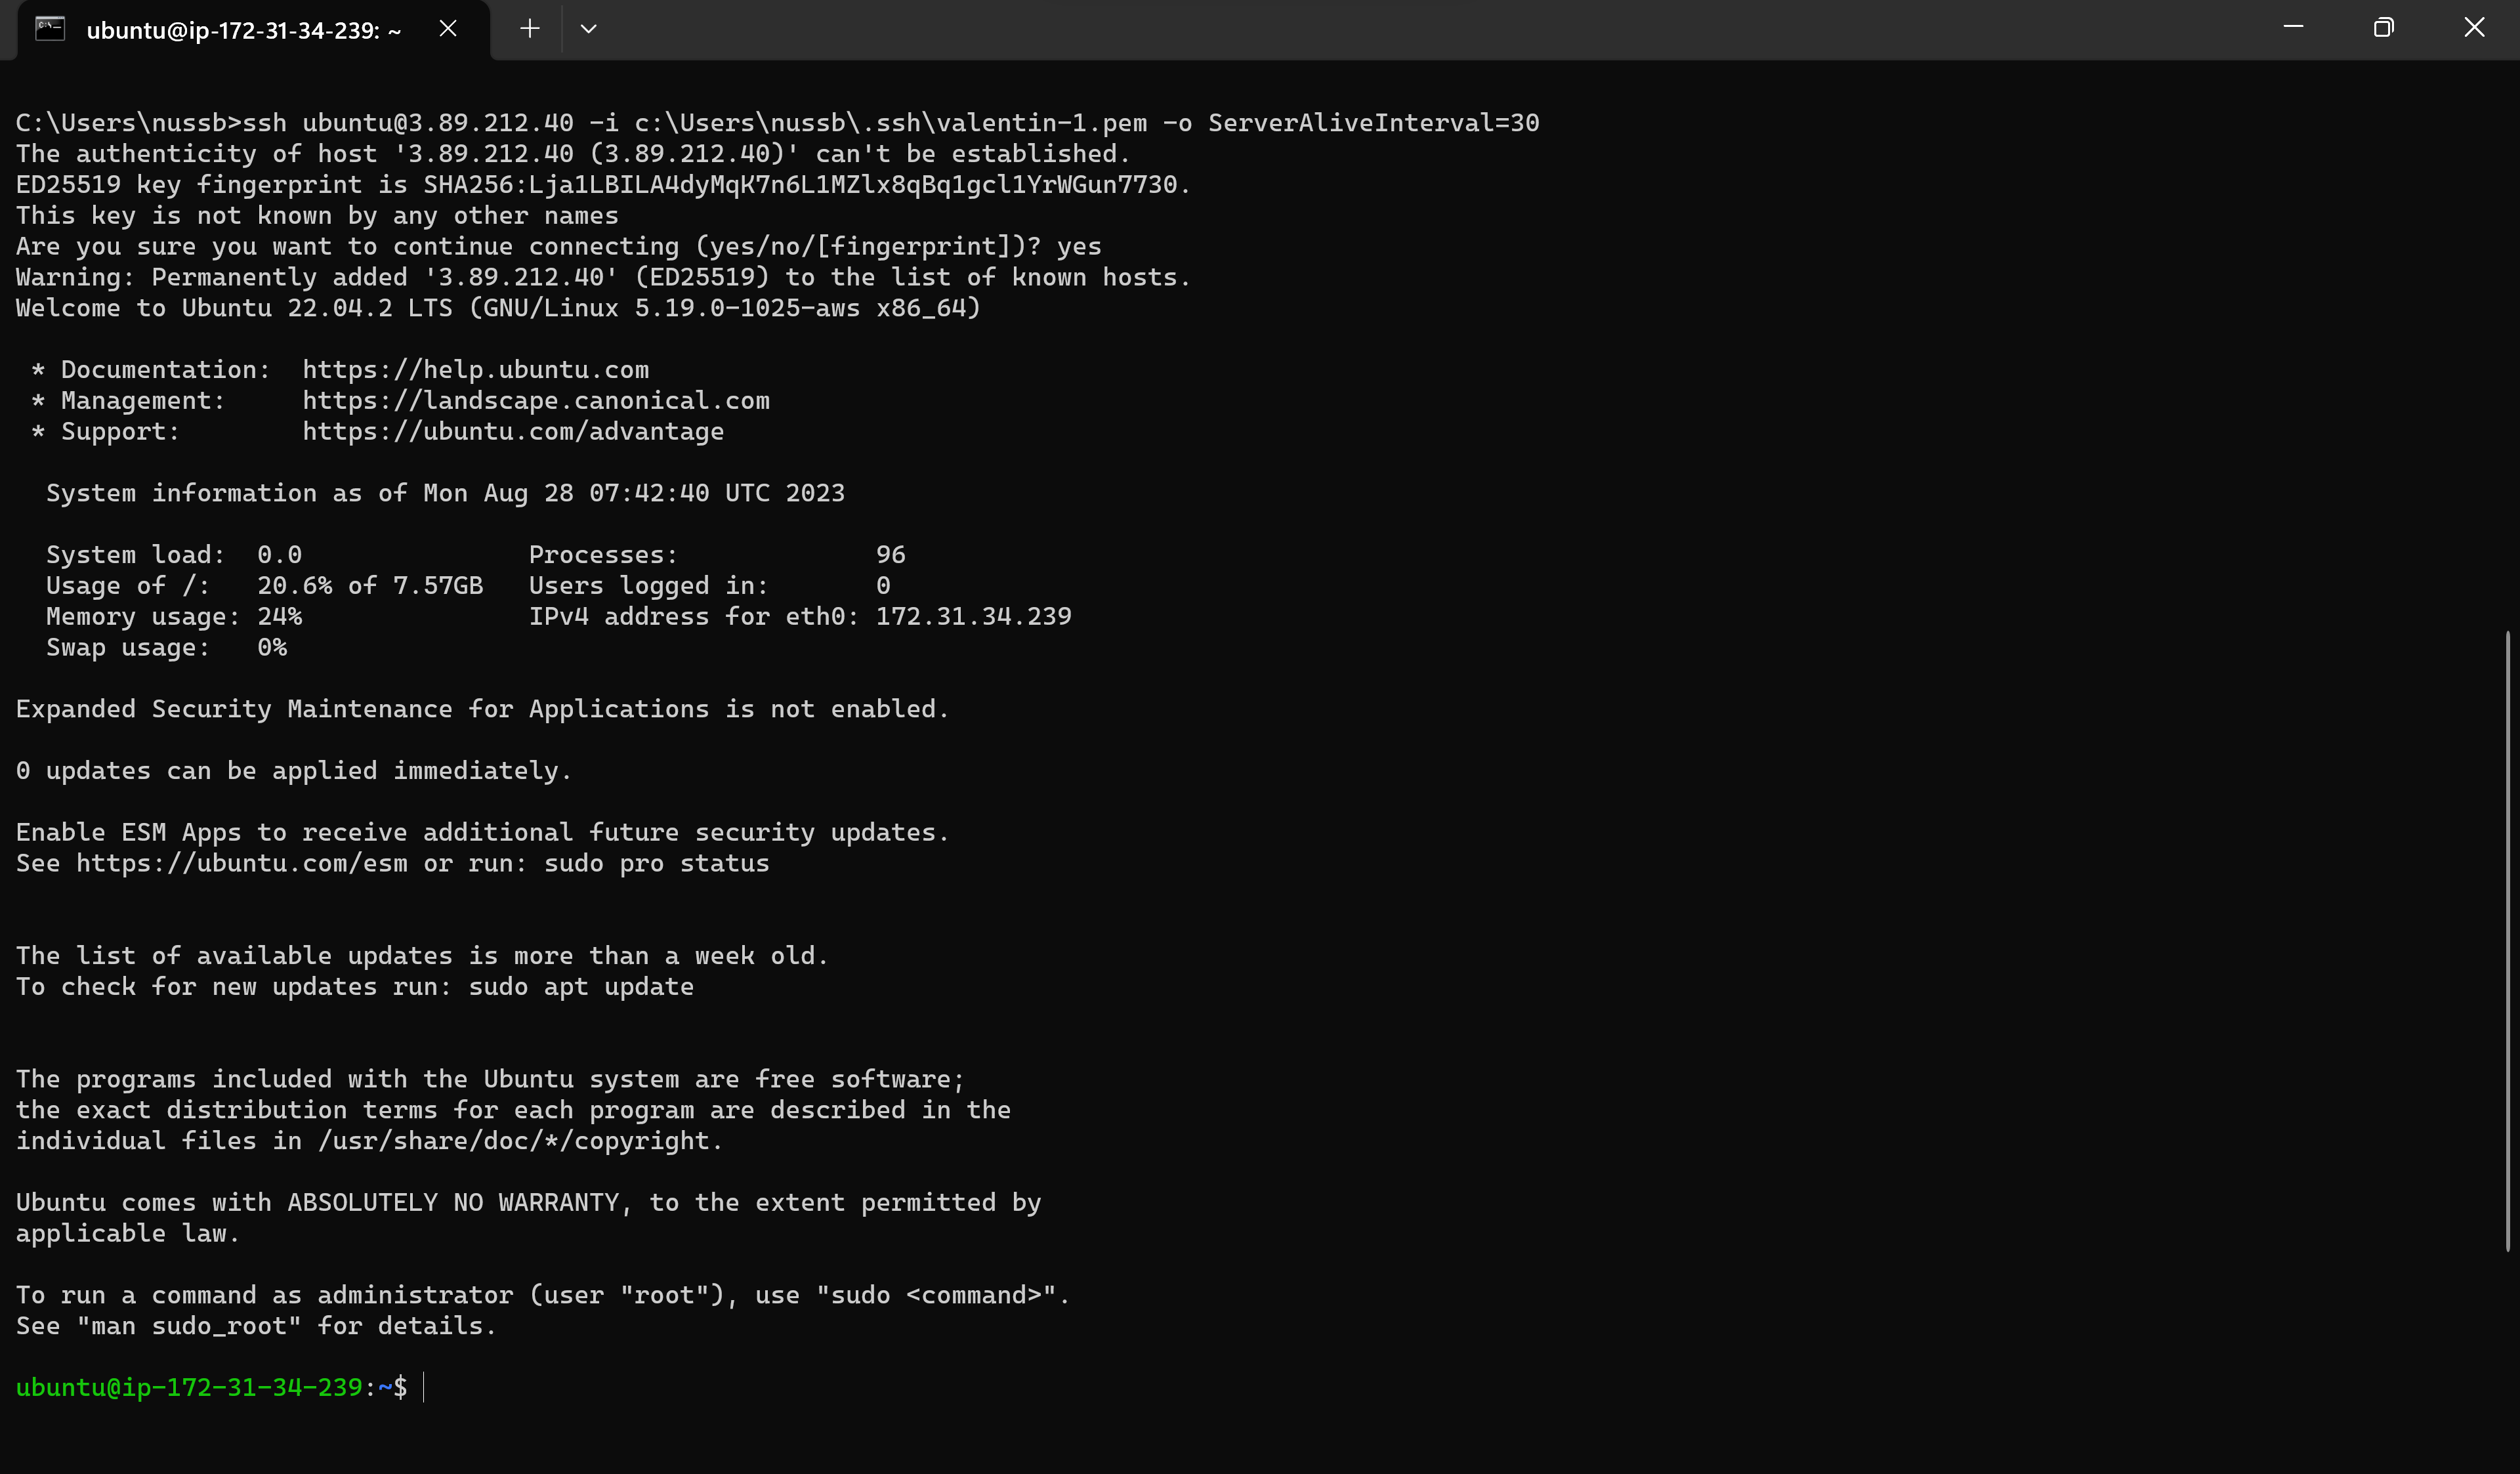 ubuntu@ip-172-31-34-239: ~
C:\Users\nussb>ssh ubuntu@3.89.212.40 -i c:\Users\nussb\.ssh\valentin-1.pem -o ServerAliveInterval=30
The authenticity of host '3.89.212.40 (3.89.212.40)' can't be established.
ED25519 key fingerprint is SHA256:Lja1LBILA4dyMqK7n6L1MZlx8qBq1gcl1YrWGun7730.
This key is not known by any other names
Are you sure you want to continue connecting (yes/no/[fingerprint])? yes
Warning: Permanently added '3.89.212.40' (ED25519) to the list of known hosts.
Welcome to Ubuntu 22.04.2 LTS (GNU/Linux 5.19.0-1025-aws x86_64)
* Documentation:  https://help.ubuntu.com
* Management:     https://landscape.canonical.com
* Support:        https://ubuntu.com/advantage
System information as of Mon Aug 28 07:42:40 UTC 2023
System load:  0.0               Processes:             96
Usage of /:   20.6% of 7.57GB   Users logged in:       0
Memory usage: 24%               IPv4 address for eth0: 172.31.34.239
Swap usage:   0%
Expanded Security Maintenance for Applications is not enabled.
0 updates can be applied immediately.
Enable ESM Apps to receive additional future security updates.
See https://ubuntu.com/esm or run: sudo pro status
The list of available updates is more than a week old.
To check for new updates run: sudo apt update
The programs included with the Ubuntu system are free software;
the exact distribution terms for each program are described in the
individual files in /usr/share/doc/*/copyright.
Ubuntu comes with ABSOLUTELY NO WARRANTY, to the extent permitted by
applicable law.
To run a command as administrator (user "root"), use "sudo <command>".
See "man sudo_root" for details.
ubuntu@ip-172-31-34-239:~$